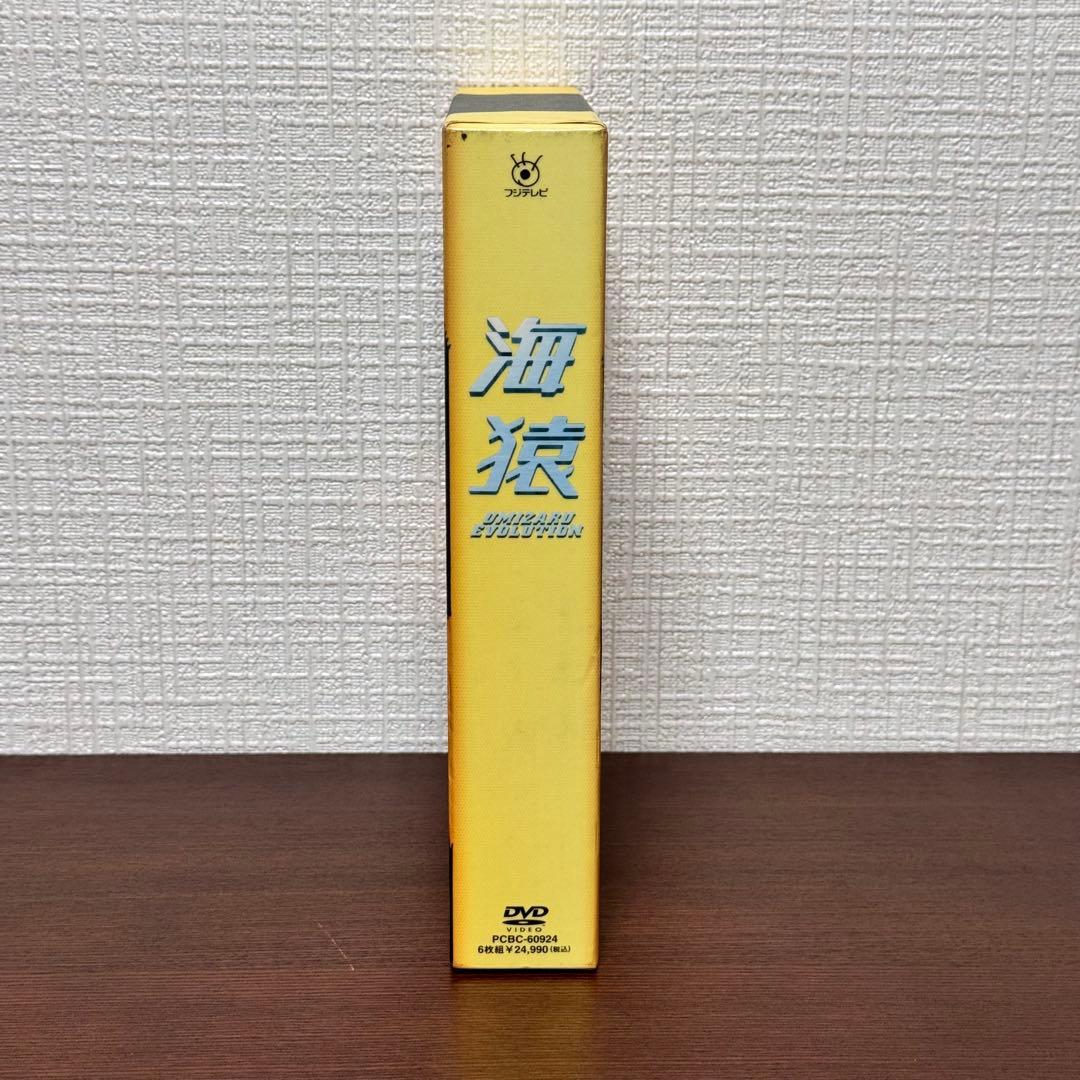 フジテレビ
海
猿
UMIZARU
EVOLUTION
DVD
VIDEO
PCBC-60924
6枚組¥24,990(税込)